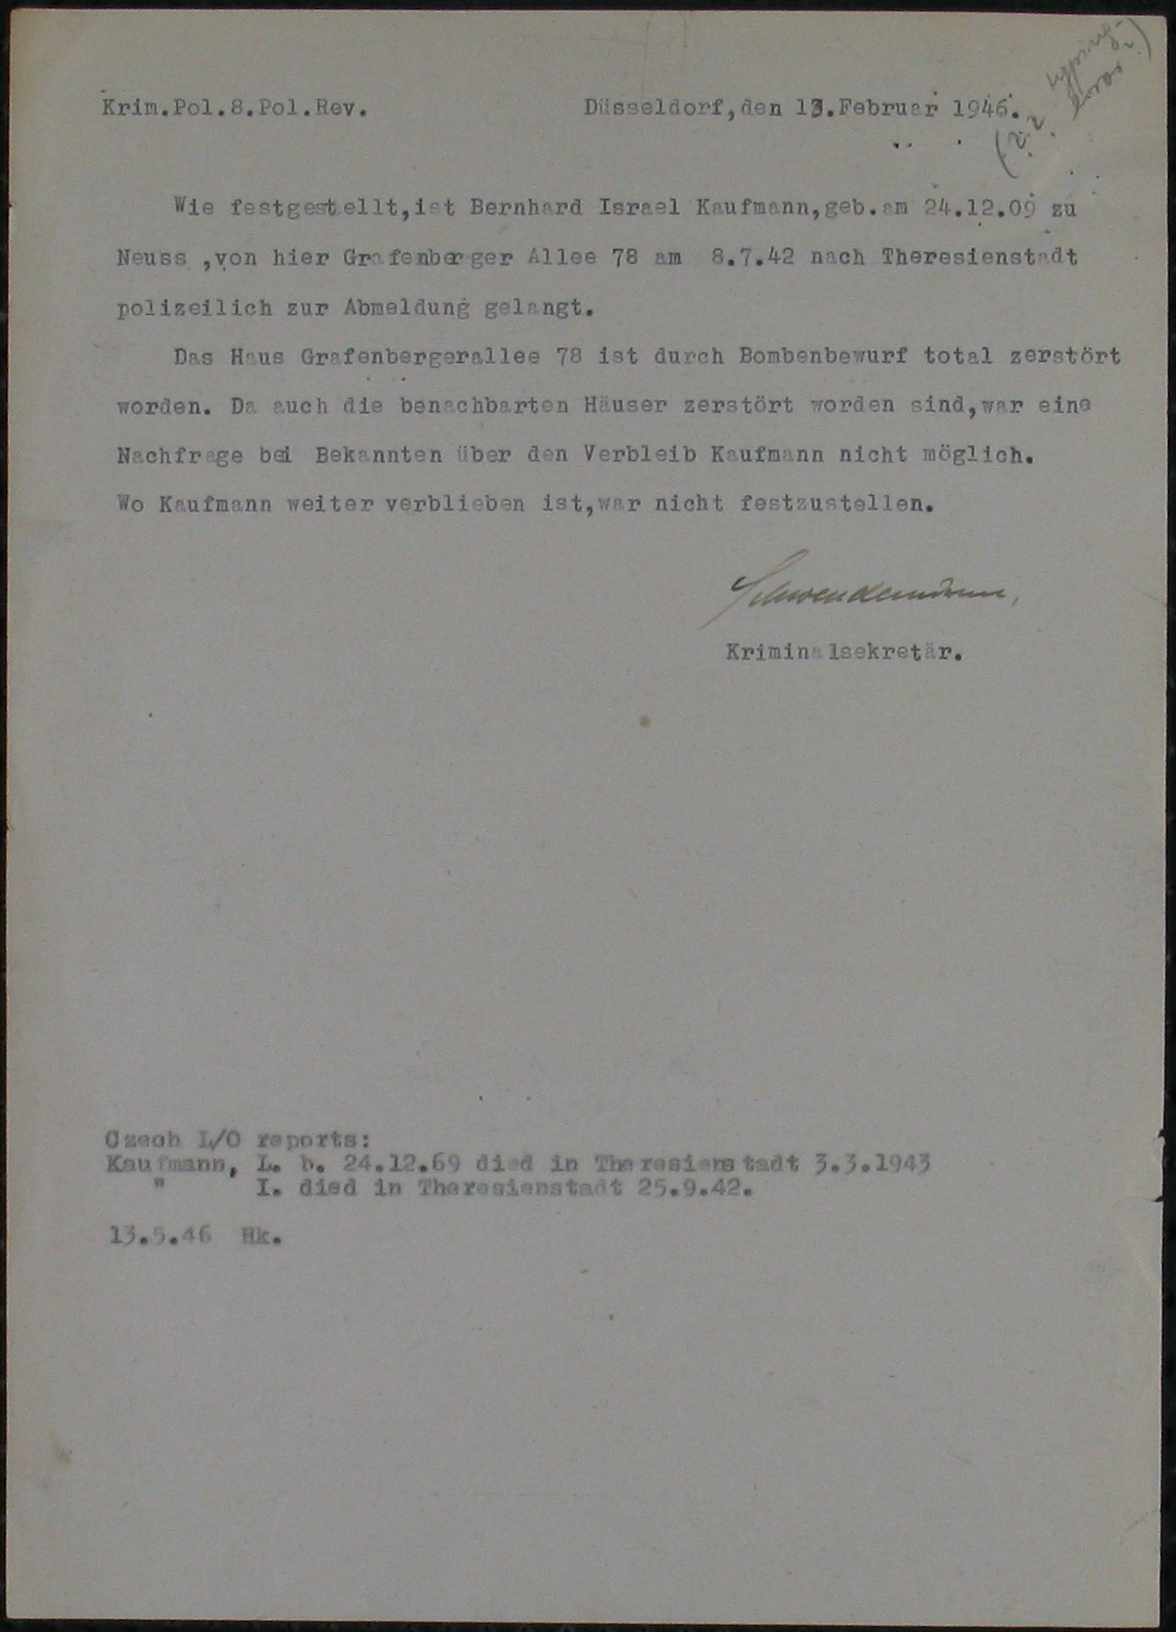 (? ? typing-
error?)
Krim.Pol.8.Pol.Rev. Düsseldorf,den 13.Februar 1946.
Wie festgestellt,ist Bernhard Israel Kaufmann,geb.am 24.12.09 zu
Neuss ,von hier Grafenberger Allee 78 am 8.7.42 nach Theresienstadt
polizeilich zur Abmeldung gelangt.
Das Haus Grafenbergerallee 78 ist durch Bombenbewurf total zerstört
worden. Da auch die benachbarten Häuser zerstört worden sind,war eine
Nachfrage bei Bekannten über den Verbleib Kaufmann nicht möglich.
Wo Kaufmann weiter verblieben ist,war nicht festzustellen.
Schwendemann,
Kriminalsekretär.
Czech L/O reports:
Kaufmann, L. b. 24.12.69 died in Theresienstadt 3.3.1943
" I. died in Theresienstadt 25.9.42.
13.5.46 Hk.